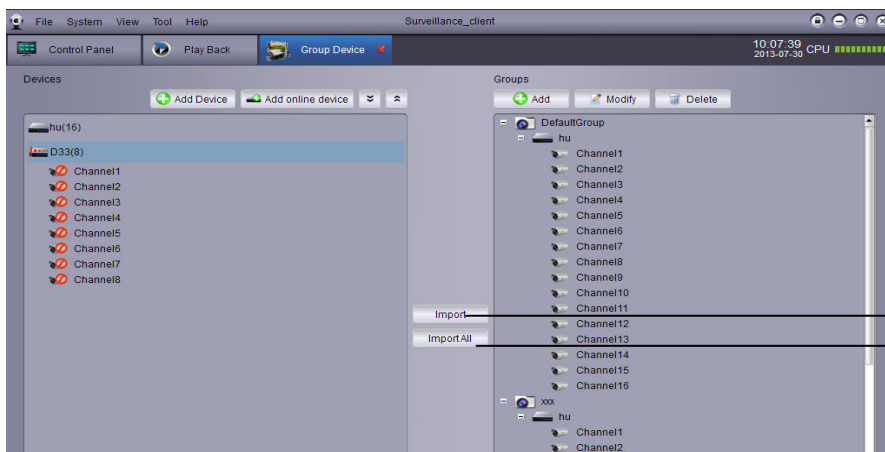 File System View Tool Help Surveillance_client
Control Panel Play Back Group Device 10:07:39 CPU
2013-07-30
Devices
Add Device Add online device
hu(16)
D33(8)
Channel1
Channel2
Channel3
Channel4
Channel5
Channel6
Channel7
Channel8
Import
Import All
Groups
Add Modify Delete
DefaultGroup
hu
Channel1
Channel2
Channel3
Channel4
Channel5
Channel6
Channel7
Channel8
Channel9
Channel10
Channel11
Channel12
Channel13
Channel14
Channel15
Channel16
xxx
hu
Channel1
Channel2